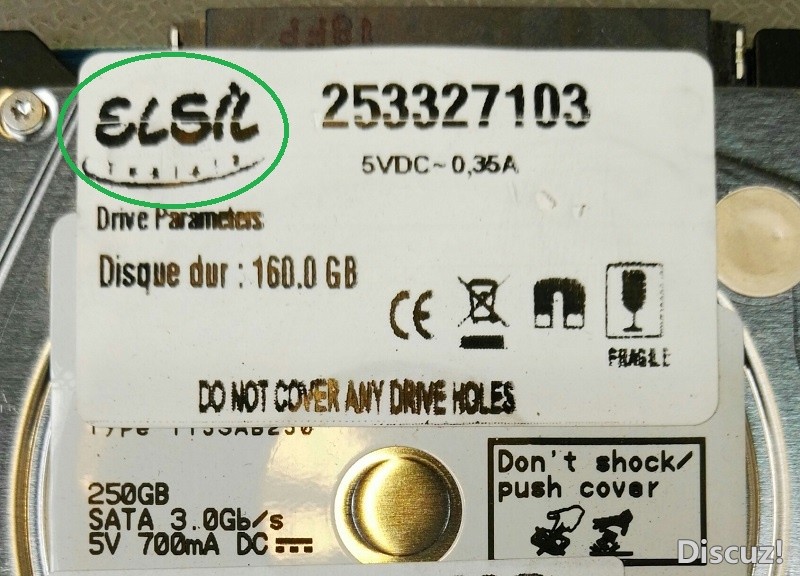 ELSIL
253327103
5VDC~0,35A
Drive Parameters
Disque dur : 160.0 GB
CE
FRAGILE
DO NOT COVER ANY DRIVE HOLES
Type
250GB
SATA 3.0Gb/s
5V 700mA DC
Don't shock/
push cover
Discuz!